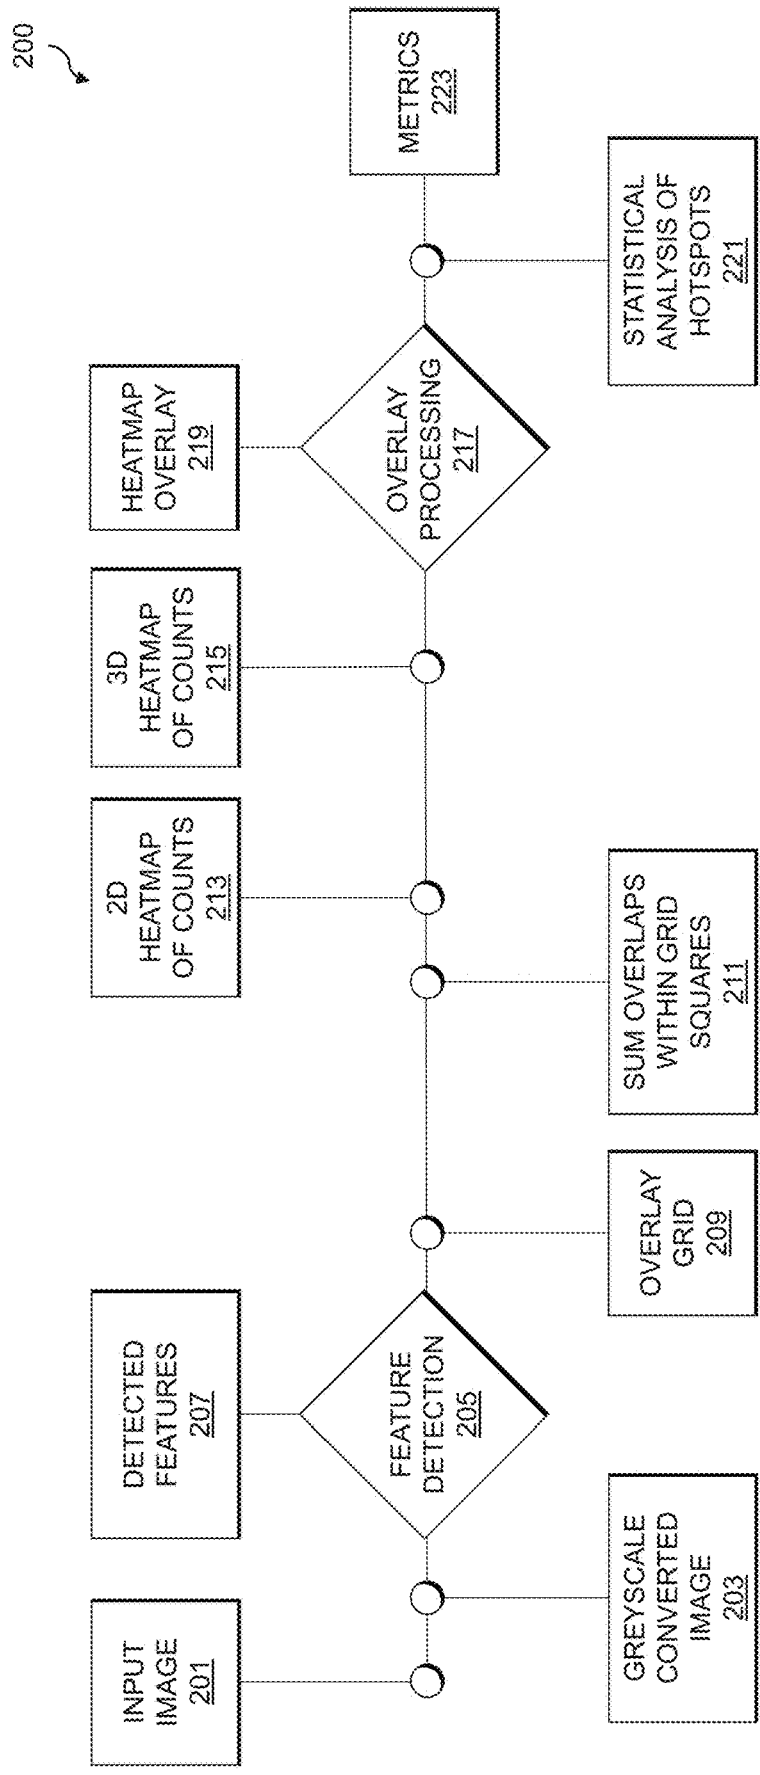 200
INPUT
IMAGE
201
GREYSCALE
CONVERTED
IMAGE
203
FEATURE
DETECTION
205
DETECTED
FEATURES
207
OVERLAY
GRID
209
SUM OVERLAPS
WITHIN GRID
SQUARES
211
2D
HEATMAP
OF COUNTS
213
3D
HEATMAP
OF COUNTS
215
OVERLAY
PROCESSING
217
HEATMAP
OVERLAY
219
STATISTICAL
ANALYSIS OF
HOTSPOTS
221
METRICS
223